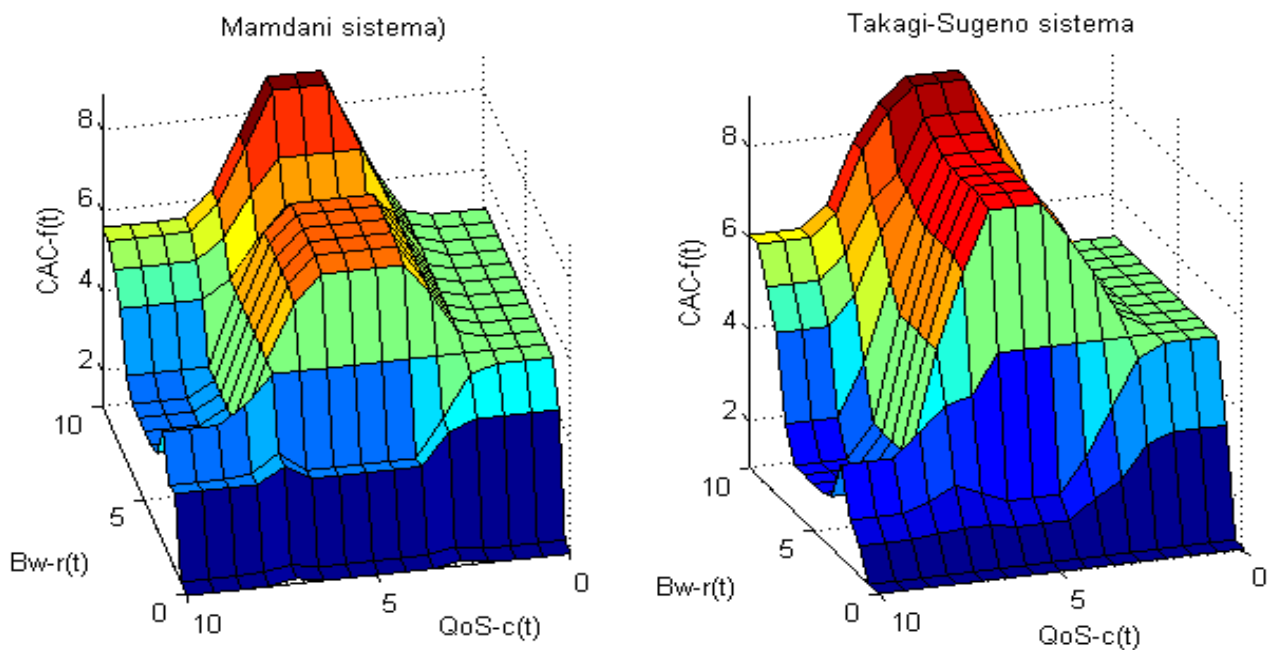 Mamdani sistema)
8
6
4
2
CAC-f(t)
10
5
0
Bw-r(t)
10
5
0
QoS-c(t)
Takagi-Sugeno sistema
8
6
4
2
CAC-f(t)
10
5
0
Bw-r(t)
10
5
0
QoS-c(t)